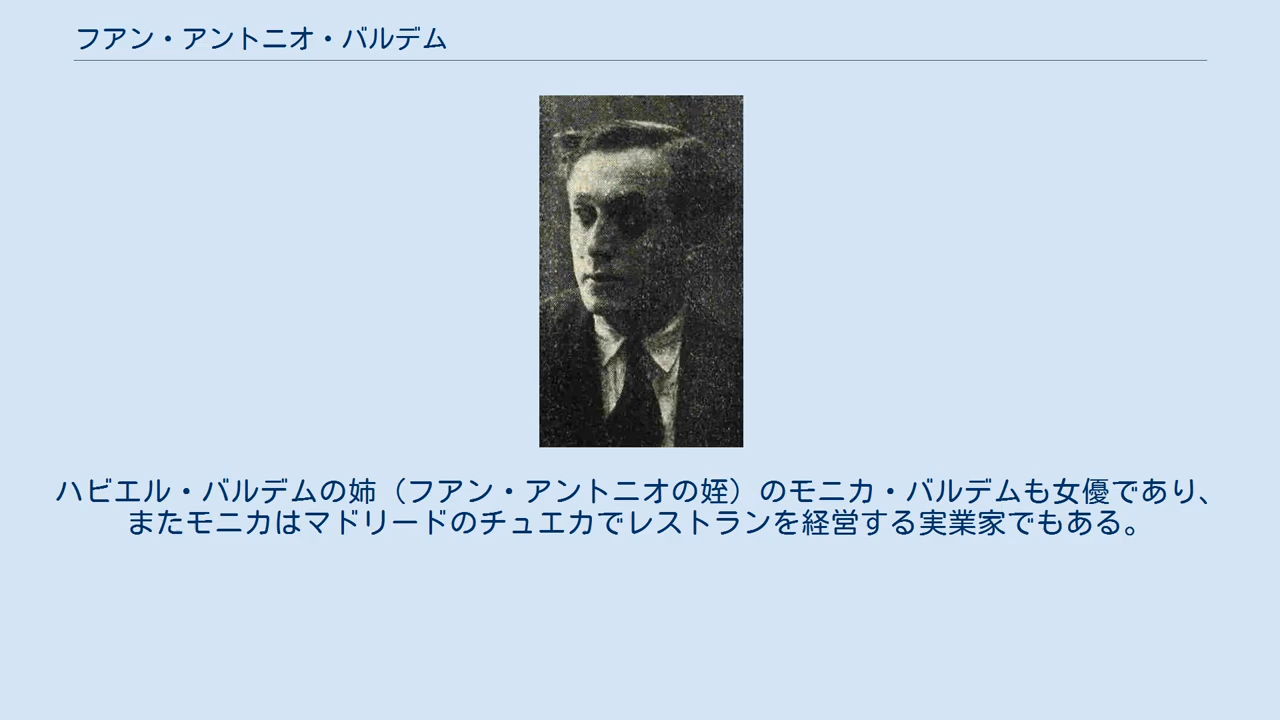 フアン・アントニオ・バルデム
ハビエル・バルデムの姉（フアン・アントニオの姪）のモニカ・バルデムも女優であり、
またモニカはマドリードのチュエカでレストランを経営する実業家でもある。